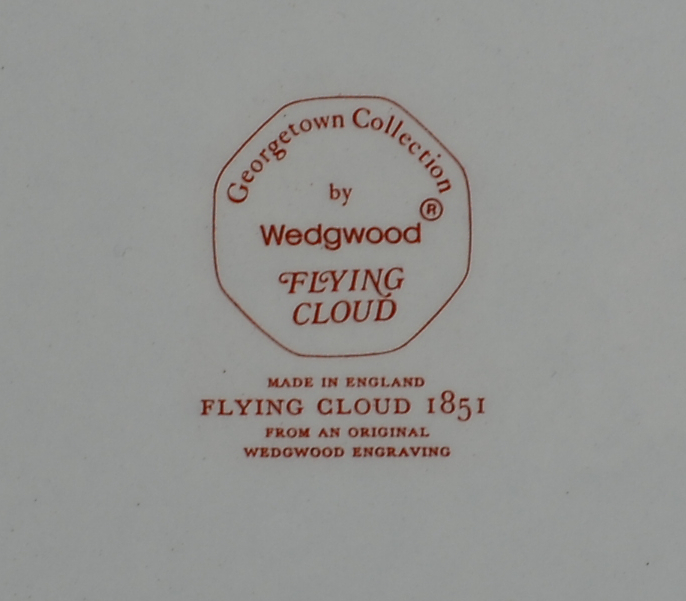 Georgetown Collection
by
Wedgwood®
FLYING
CLOUD
MADE IN ENGLAND
FLYING CLOUD 1851
FROM AN ORIGINAL
WEDGWOOD ENGRAVING